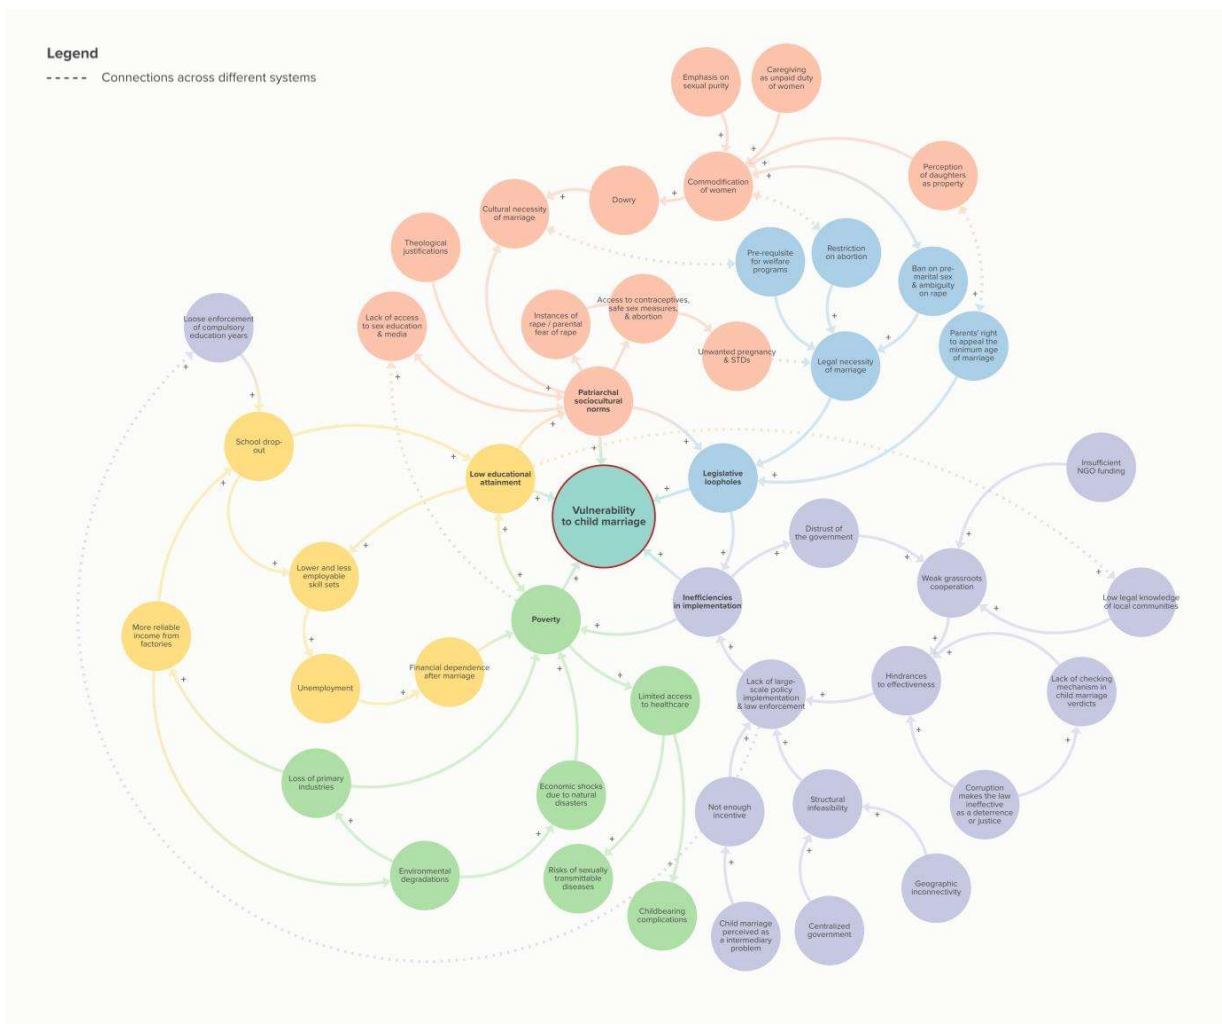 Legend
Connections across different systems
Emphasis on
sexual purity
Caregiving
as unpaid duty
of women
Commodification
of women
Perception
of daughters
as property
Dowry
Cultural necessity
of marriage
Theological
justifications
Pre-requisite
for welfare
programs
Restriction
on abortion
Ban on pre-
marital sex
& ambiguity
on rape
Loose enforcement
of compulsory
education years
Lack of access
to sex education
& media
Instances of
rape / parental
fear of rape
Access to contraceptives,
safe sex measures,
& abortion
Unwanted pregnancy
& STDs
Legal necessity
of marriage
Parents' right
to appeal the
minimum age
of marriage
Patriarchal
sociocultural
norms
School drop-
out
Low educational
attainment
Vulnerability
to child marriage
Legislative
loopholes
Insufficient
NGO funding
Distrust of
the government
Lower and less
employable
skill sets
Weak grassroots
cooperation
Low legal knowledge
of local communities
More reliable
income from
factories
Poverty
Inefficiencies
in implementation
Unemployment
Financial dependence
after marriage
Limited access
to healthcare
Lack of large-
scale policy
implementation
& law enforcement
Hindrances
to effectiveness
Lack of checking
mechanism in
child marriage
verdicts
Loss of primary
industries
Economic shocks
due to natural
disasters
Not enough
incentive
Structural
infeasibility
Corruption
makes the law
ineffective
as a deterrence
or justice
Environmental
degradations
Risks of sexually
transmittable
diseases
Childbearing
complications
Geographic
inconnectivity
Child marriage
perceived as
a intermediary
problem
Centralized
government